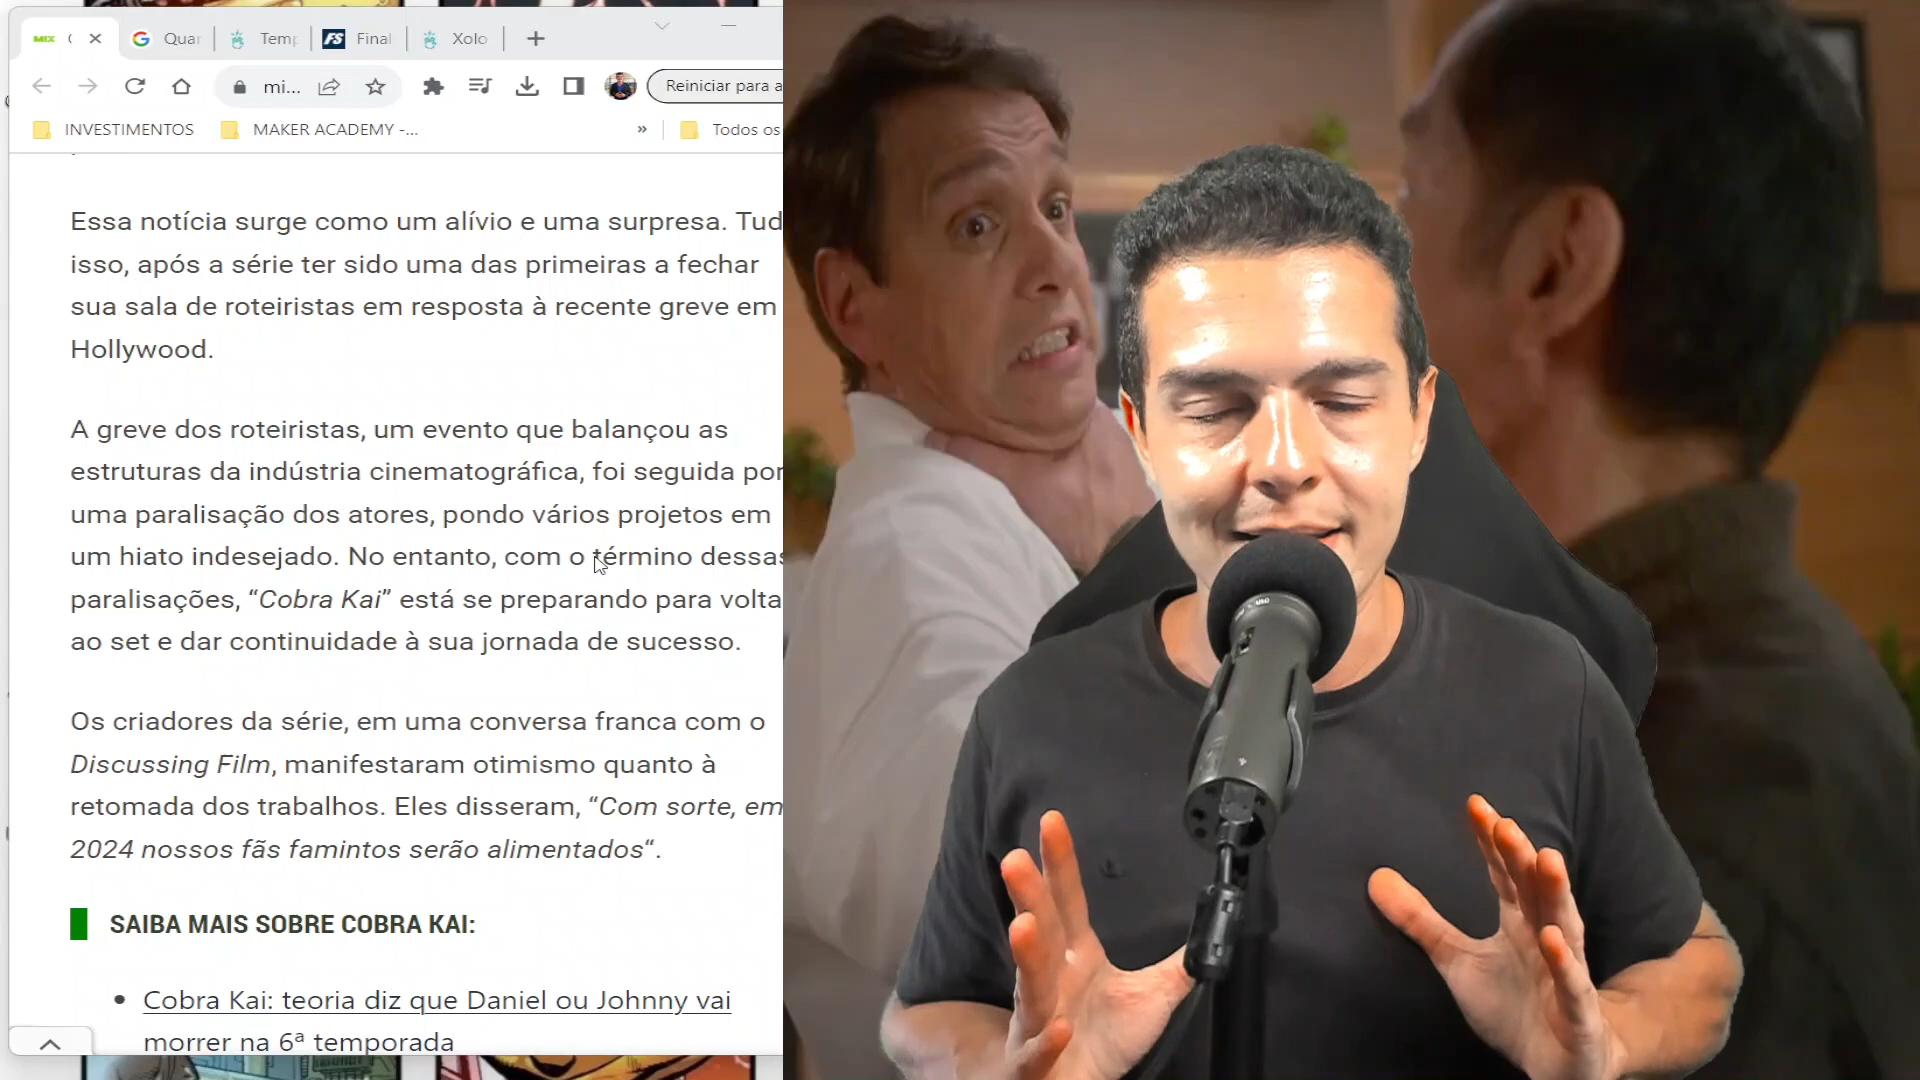 MIX
Quar
Temp
FS
Final
Xolo
mi...
Reiniciar para a
INVESTIMENTOS
MAKER ACADEMY -...
»
Todos os
Essa notícia surge como um alívio e uma surpresa. Tud
isso, após a série ter sido uma das primeiras a fechar
sua sala de roteiristas em resposta à recente greve em
Hollywood.
A greve dos roteiristas, um evento que balançou as
estruturas da indústria cinematográfica, foi seguida por
uma paralisação dos atores, pondo vários projetos em
um hiato indesejado. No entanto, com o término dessas
paralisações, “Cobra Kai” está se preparando para volta
ao set e dar continuidade à sua jornada de sucesso.
Os criadores da série, em uma conversa franca com o
Discussing Film, manifestaram otimismo quanto à
retomada dos trabalhos. Eles disseram, “Com sorte, em
2024 nossos fãs famintos serão alimentados“.
SAIBA MAIS SOBRE COBRA KAI:
• Cobra Kai: teoria diz que Daniel ou Johnny vai
morrer na 6ª temporada